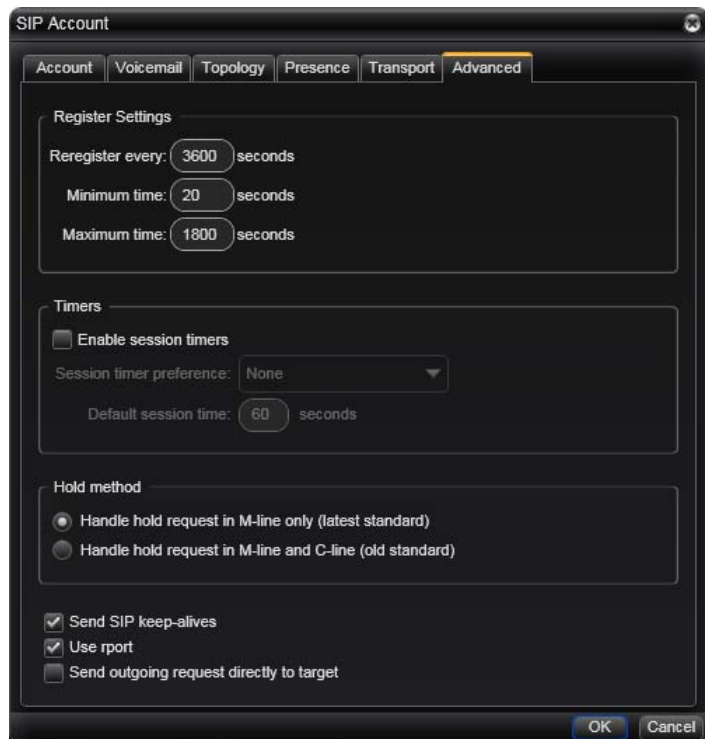 SIP Account
Account Voicemail Topology Presence Transport Advanced
Register Settings
Reregister every: 3600 seconds
Minimum time: 20 seconds
Maximum time: 1800 seconds
Timers
Enable session timers
Session timer preference: None
Default session time: 60 seconds
Hold method
Handle hold request in M-line only (latest standard)
Handle hold request in M-line and C-line (old standard)
Send SIP keep-alives
Use rport
Send outgoing request directly to target
OK Cancel